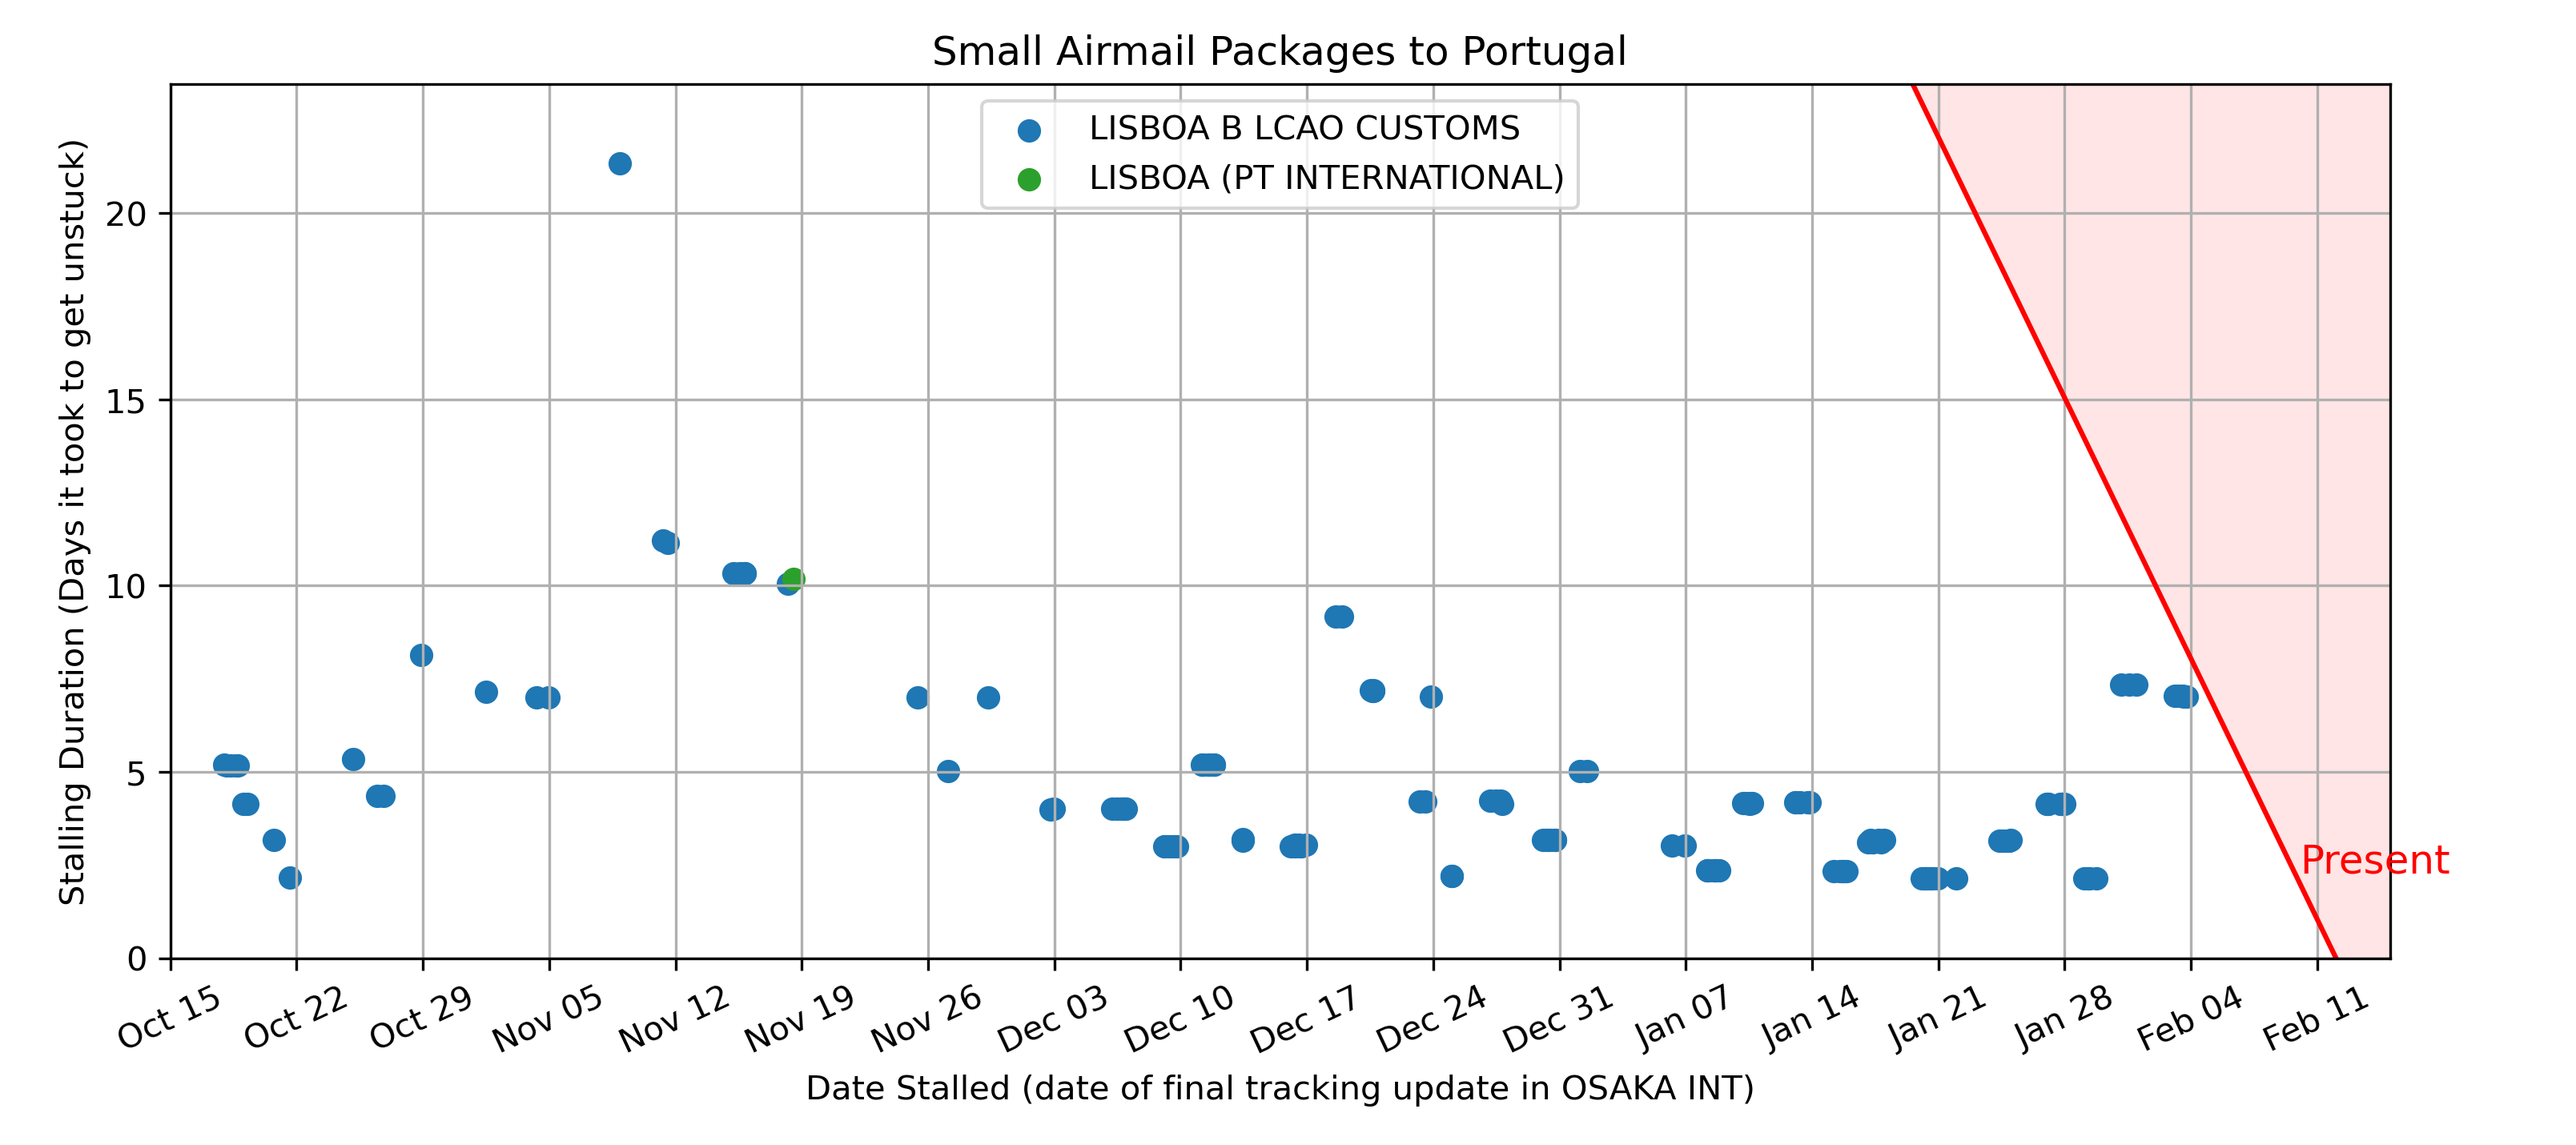 Small Airmail Packages to Portugal
LISBOA B LCAO CUSTOMS
LISBOA (PT INTERNATIONAL)
Stalling Duration (Days it took to get unstuck)
20
15
10
5
0
Present
Oct 15
Oct 22
Oct 29
Nov 05
Nov 12
Nov 19
Nov 26
Dec 03
Dec 10
Dec 17
Dec 24
Dec 31
Jan 07
Jan 14
Jan 21
Jan 28
Feb 04
Feb 11
Date Stalled (date of final tracking update in OSAKA INT)